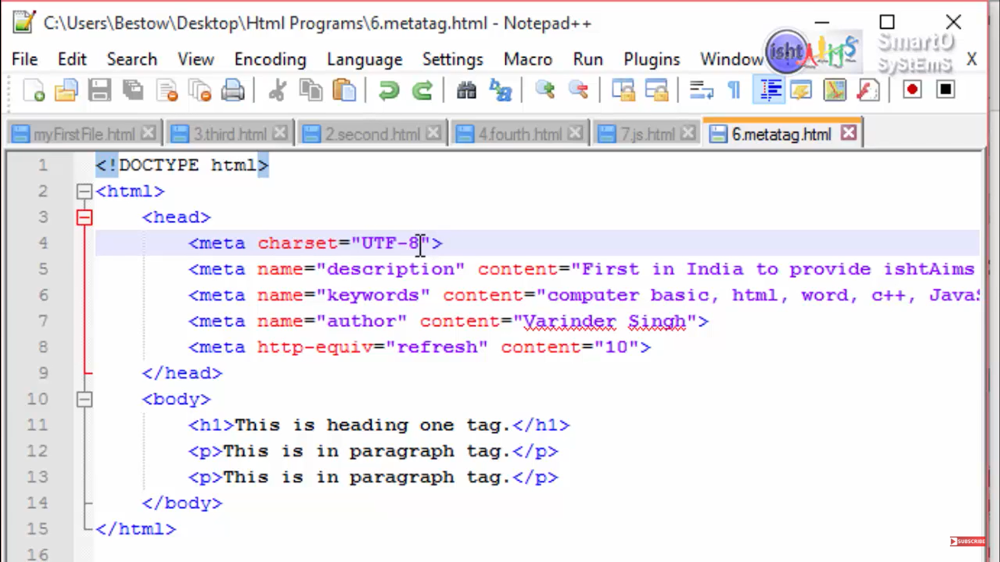 C:\Users\Bestow\Desktop\Html Programs\6.metatag.html - Notepad++
File Edit Search View Encoding Language Settings Macro Run Plugins Window X
isht AIMS SmartO SyStEmS
myFirstFile.html 3.third.html 2.second.html 4.fourth.html 7.js.html 6.metatag.html
1 <!DOCTYPE html>
2 <html>
3 <head>
4 <meta charset="UTF-8">
5 <meta name="description" content="First in India to provide ishtAims
6 <meta name="keywords" content="computer basic, html, word, c++, Java
7 <meta name="author" content="Varinder Singh">
8 <meta http-equiv="refresh" content="10">
9 </head>
10 <body>
11 <h1>This is heading one tag.</h1>
12 <p>This is in paragraph tag.</p>
13 <p>This is in paragraph tag.</p>
14 </body>
15 </html>
16
SUBSCRIBE